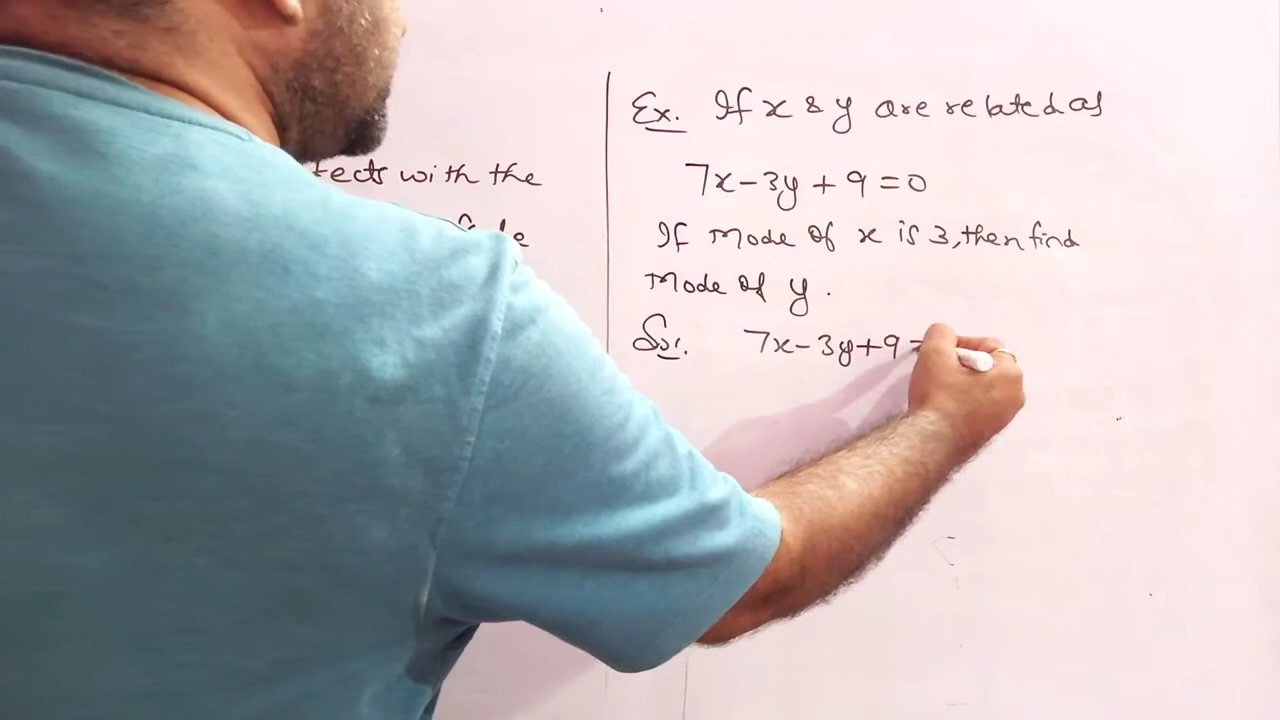 with the
Ex. If x & y are related as
7x-3y+9=0
If Mode of x is 3, then find
Mode of y.
Sol. 7x-3y+9=